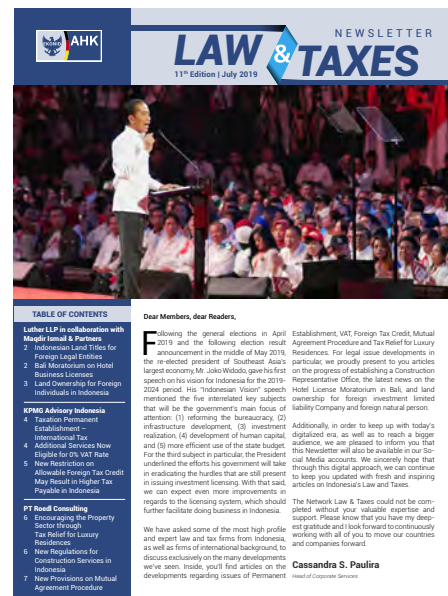 EKONID
AHK
NEWSLETTER
LAW
&
TAXES
11th Edition | July 2019
TABLE OF CONTENTS
Luther LLP in collaboration with
Maqdir Ismail & Partners
2 Indonesian Land Titles for
Foreign Legal Entities
2 Bali Moratorium on Hotel
Business Licenses
3 Land Ownership for Foreign
Individuals in Indonesia
KPMG Advisory Indonesia
4 Taxation Permanent
Establishment –
International Tax
4 Additional Services Now
Eligible for 0% VAT Rate
5 New Restriction on
Allowable Foreign Tax Credit
May Result in Higher Tax
Payable in Indonesia
PT Roedl Consulting
6 Encouraging the Property
Sector through
Tax Relief for Luxury
Residences
6 New Regulations for
Construction Services in
Indonesia
7 New Provisions on Mutual
Agreement Procedure
Dear Members, dear Readers,
Following the general elections in April
2019 and the following election result
announcement in the middle of May 2019,
the re-elected president of Southeast Asia's
largest economy, Mr. Joko Widodo, gave his first
speech on his vision for Indonesia for the 2019-
2024 period. His "Indonesian Vision" speech
mentioned the five interrelated key subjects
that will be the government's main focus of
attention: (1) reforming the bureaucracy, (2)
infrastructure development, (3) investment
realization, (4) development of human capital,
and (5) more efficient use of the state budget.
For the third subject in particular, the President
underlined the efforts his government will take
in eradicating the hurdles that are still present
in issuing investment licensing. With that said,
we can expect even more improvements in
regards to the licensing system, which should
further facilitate doing business in Indonesia.
We have asked some of the most high profile
and expert law and tax firms from Indonesia,
as well as firms of international background, to
discuss exclusively on the many developments
we've seen. Inside, you'll find articles on the
developments regarding issues of Permanent
Establishment, VAT, Foreign Tax Credit, Mutual
Agreement Procedure and Tax Relief for Luxury
Residences. For legal issue developments in
particular, we proudly present to you articles
on the progress of establishing a Construction
Representative Office, the latest news on the
Hotel License Moratorium in Bali, and land
ownership for foreign investment limited
liability Company and foreign natural person.
Additionally, in order to keep up with today's
digitalized era, as well as to reach a bigger
audience, we are pleased to inform you that
this Newsletter will also be available in our So-
cial Media accounts. We sincerely hope that
through this digital approach, we can continue
to keep you updated with fresh and inspiring
articles on Indonesia's Law and Taxes.
The Network Law & Taxes could not be com-
pleted without your valuable expertise and
support. Please know that you have my deep-
est gratitude and I look forward to continuously
working with all of you to move our countries
and companies forward.
Cassandra S. Paulira
Head of Corporate Services